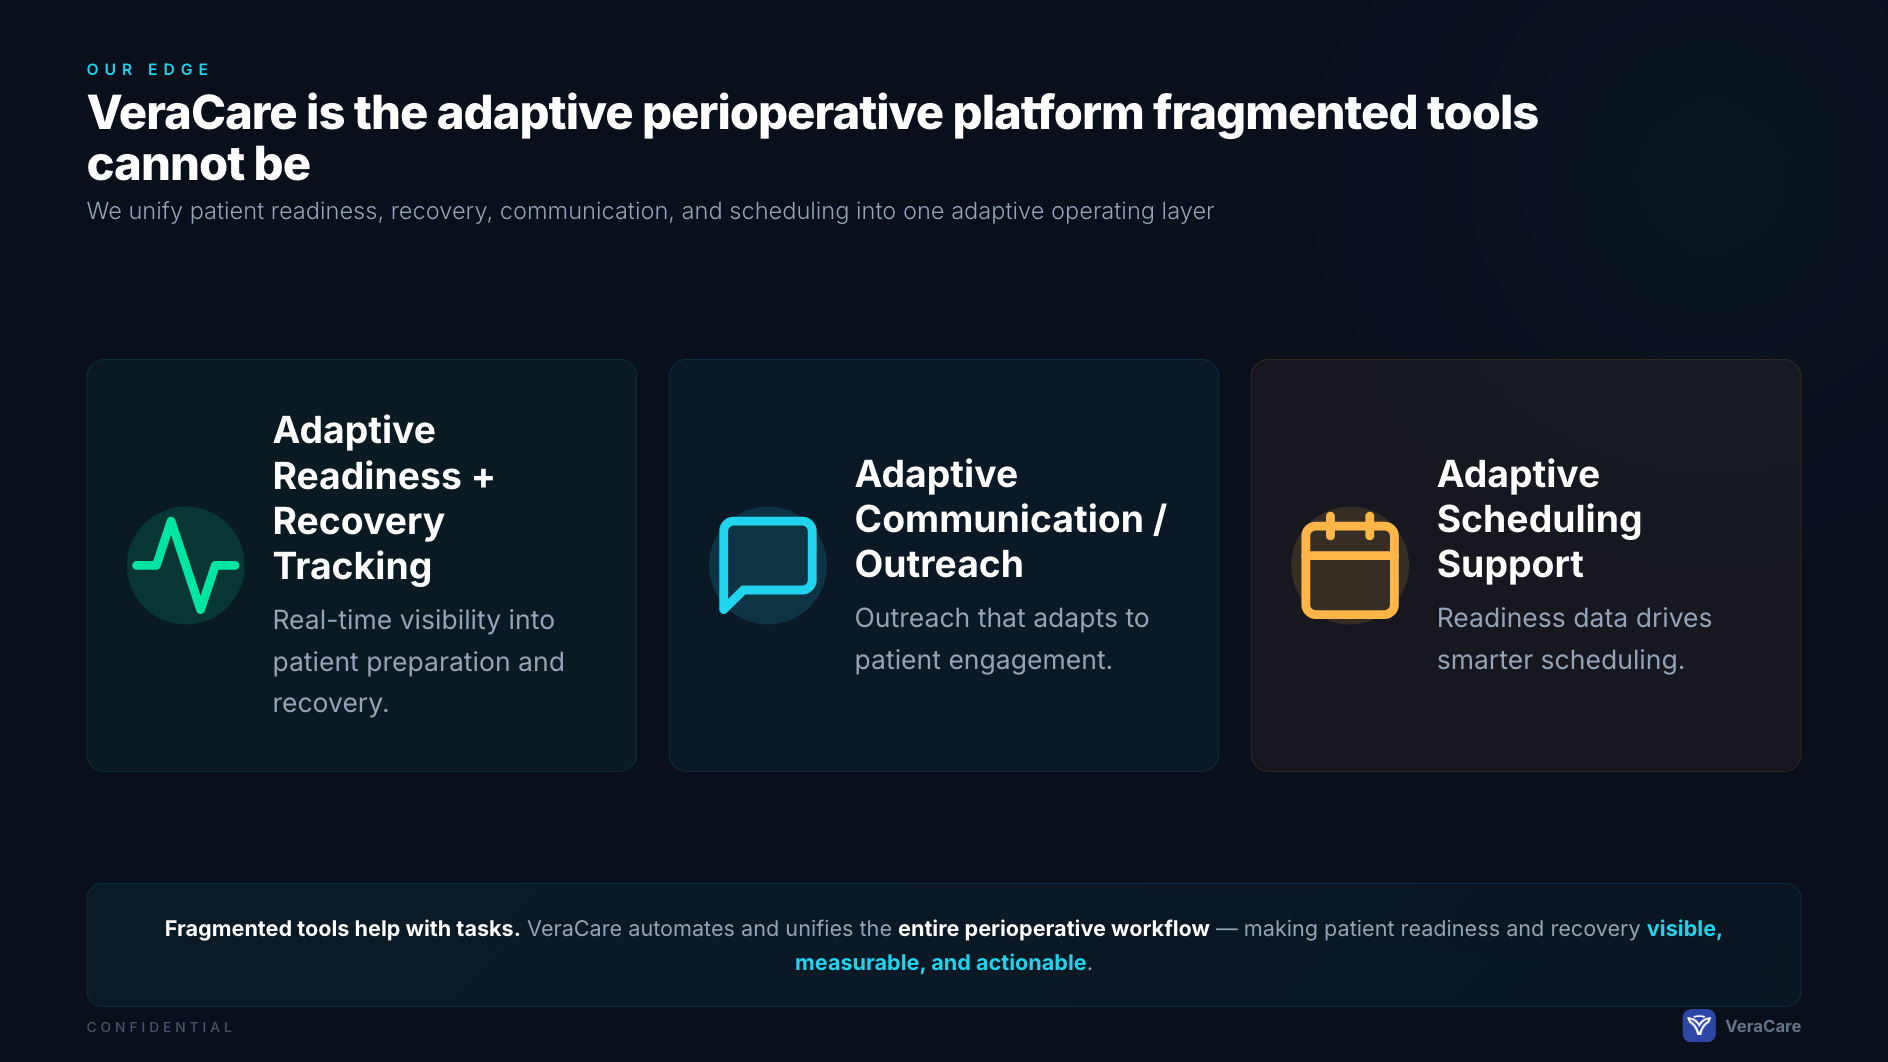 OUR EDGE
VeraCare is the adaptive perioperative platform fragmented tools
cannot be
We unify patient readiness, recovery, communication, and scheduling into one adaptive operating layer
Adaptive
Readiness +
Recovery
Tracking
Real-time visibility into
patient preparation and
recovery.
Adaptive
Communication /
Outreach
Outreach that adapts to
patient engagement.
Adaptive
Scheduling
Support
Readiness data drives
smarter scheduling.
Fragmented tools help with tasks. VeraCare automates and unifies the entire perioperative workflow — making patient readiness and recovery visible,
measurable, and actionable.
CONFIDENTIAL
VeraCare